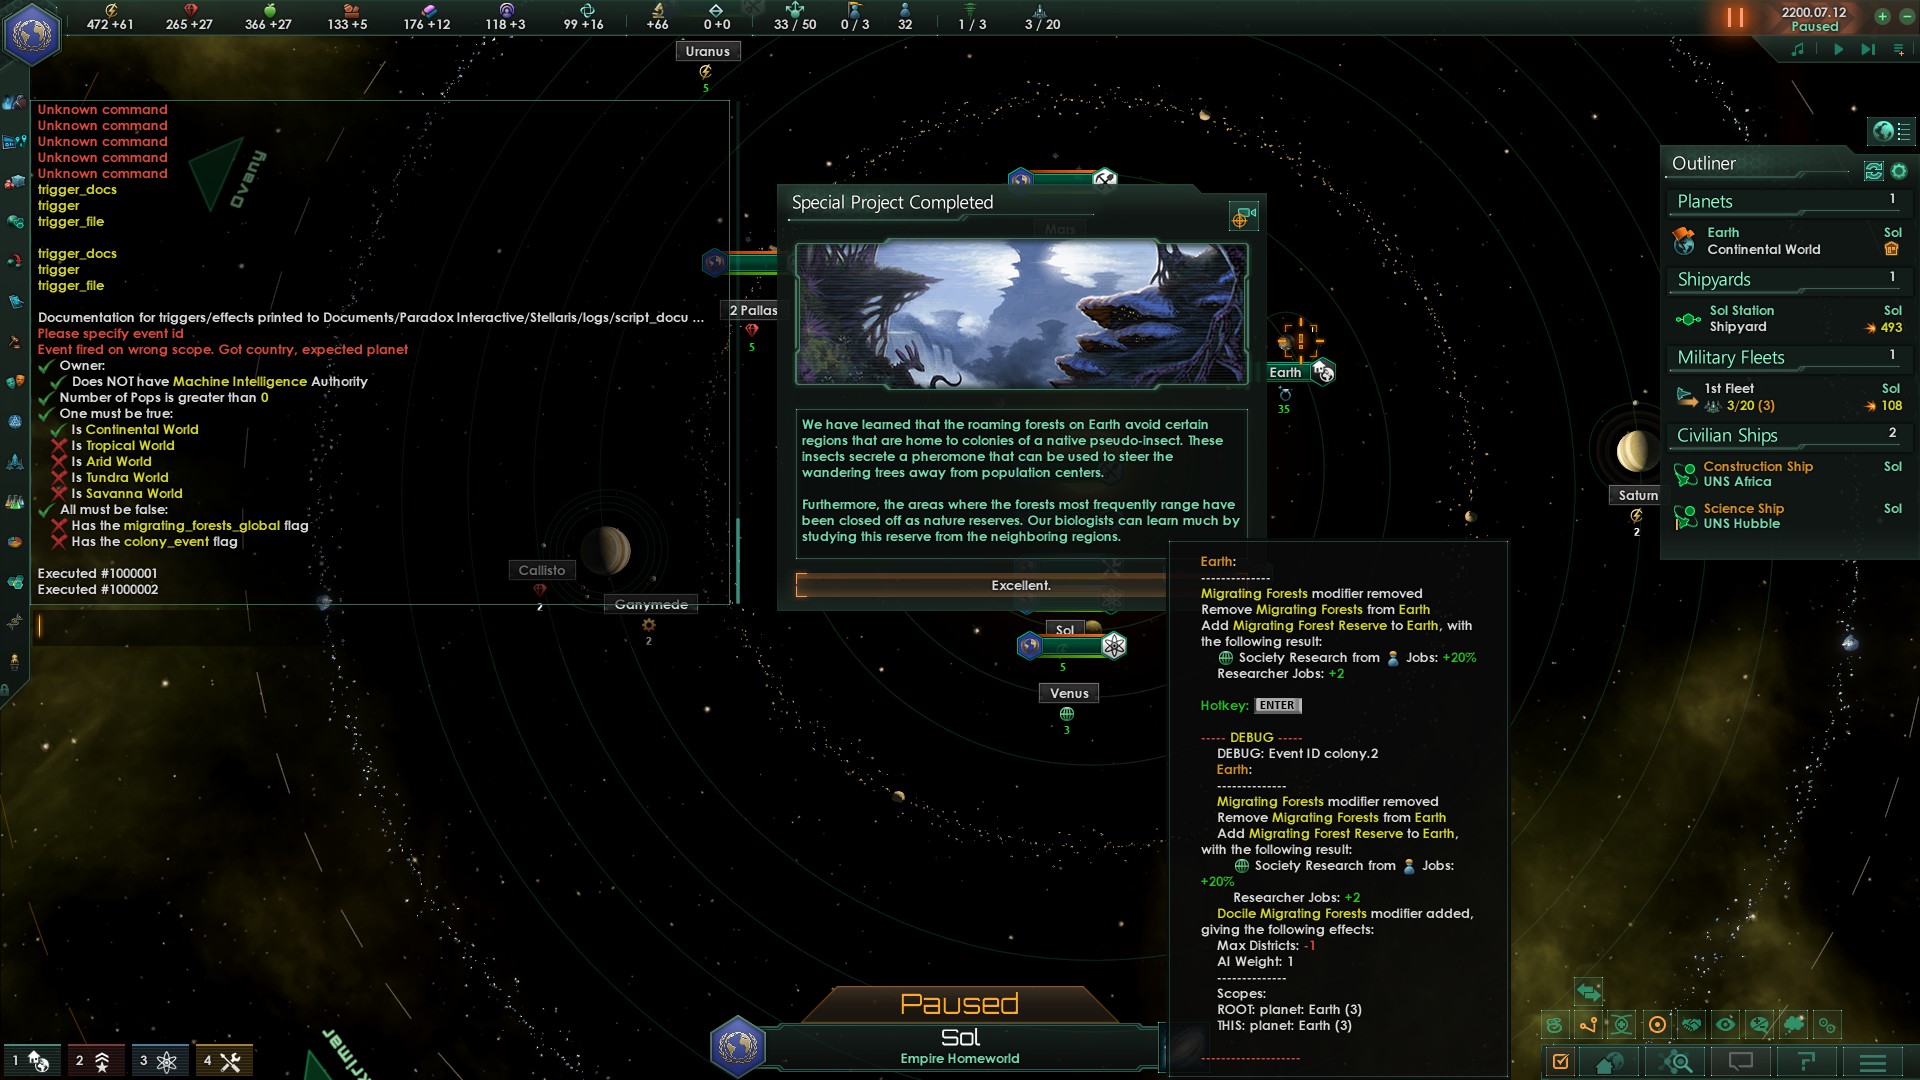 472 +61
265 +27
366 +27
133 +5
176 +12
118 +3
99 +16
+66
0 +0
33 / 50
0 / 3
32
1 / 3
3 / 20
2200.07.12
Paused
Uranus
5
Unknown command
Unknown command
Unknown command
Unknown command
Unknown command
trigger_docs
trigger
trigger_file
trigger_docs
trigger
trigger_file
Documentation for triggers/effects printed to Documents/Paradox Interactive/Stellaris/logs/script_docu ...
Please specify event id
Event fired on wrong scope. Got country, expected planet
Owner:
Does NOT have Machine Intelligence Authority
Number of Pops is greater than 0
One must be true:
Is Continental World
Is Tropical World
Is Arid World
Is Tundra World
Is Savanna World
All must be false:
Has the migrating_forests_global flag
Has the colony_event flag
Executed #1000001
Executed #1000002
Ovany
Callisto
2
Ganymede
2
2 Pallas
5
Special Project Completed
Mars
We have learned that the roaming forests on Earth avoid certain
regions that are home to colonies of a native pseudo-insect. These
insects secrete a pheromone that can be used to steer the
wandering trees away from population centers.
Furthermore, the areas where the forests most frequently range have
been closed off as nature reserves. Our biologists can learn much by
studying this reserve from the neighboring regions.
Excellent.
Earth
35
Saturn
2
Sol
5
Venus
3
Earth:
--------------
Migrating Forests modifier removed
Remove Migrating Forests from Earth
Add Migrating Forest Reserve to Earth, with
the following result:
Society Research from Jobs: +20%
Researcher Jobs: +2
Hotkey: ENTER
----- DEBUG -----
DEBUG: Event ID colony.2
Earth:
--------------
Migrating Forests modifier removed
Remove Migrating Forests from Earth
Add Migrating Forest Reserve to Earth,
with the following result:
Society Research from Jobs:
+20%
Researcher Jobs: +2
Docile Migrating Forests modifier added,
giving the following effects:
Max Districts: -1
AI Weight: 1
--------------
Scopes:
ROOT: planet: Earth (3)
THIS: planet: Earth (3)
--------------------
Outliner
Planets 1
Earth Sol
Continental World
Shipyards 1
Sol Station Sol
Shipyard 493
Military Fleets 1
1st Fleet Sol
3/20 (3) 108
Civilian Ships 2
Construction Ship Sol
UNS Africa
Science Ship Sol
UNS Hubble
Paused
Sol
Empire Homeworld
1
2
3
4